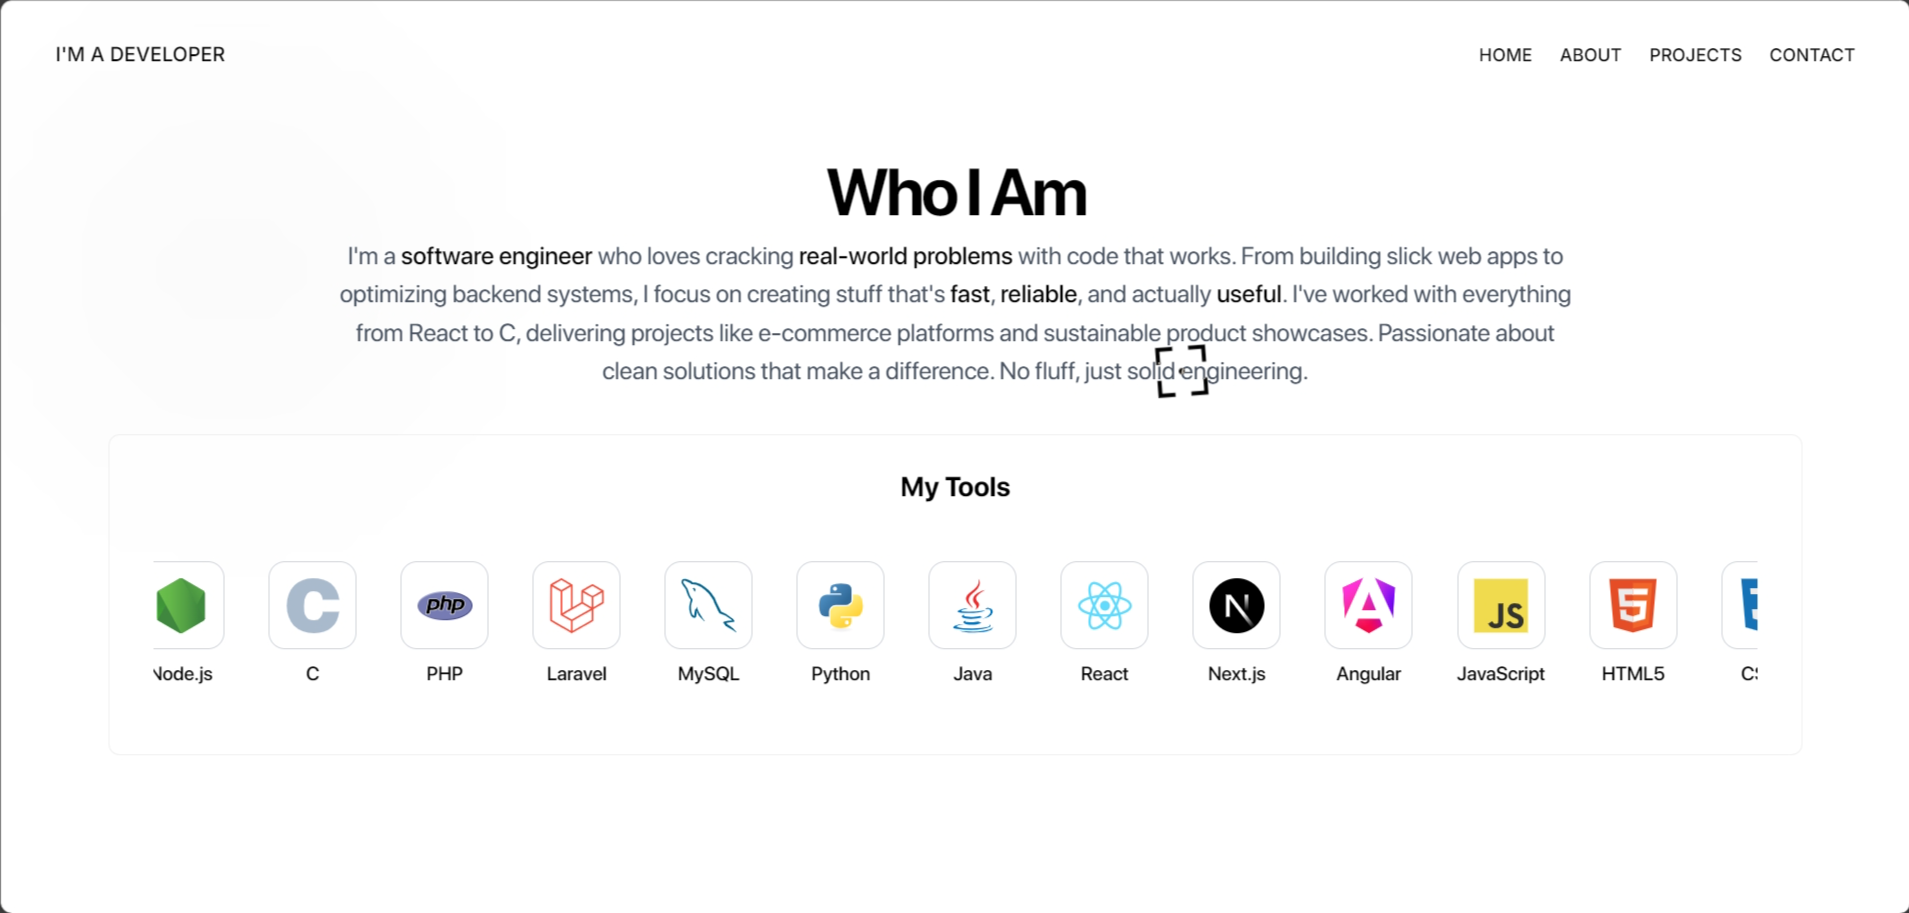 I'M A DEVELOPER
HOME ABOUT PROJECTS CONTACT
Who I Am
I'm a software engineer who loves cracking real-world problems with code that works. From building slick web apps to
optimizing backend systems, I focus on creating stuff that's fast, reliable, and actually useful. I've worked with everything
from React to C, delivering projects like e-commerce platforms and sustainable product showcases. Passionate about
clean solutions that make a difference. No fluff, just solid engineering.
My Tools
C php N JS 5
Node.js C PHP Laravel MySQL Python Java React Next.js Angular JavaScript HTML5